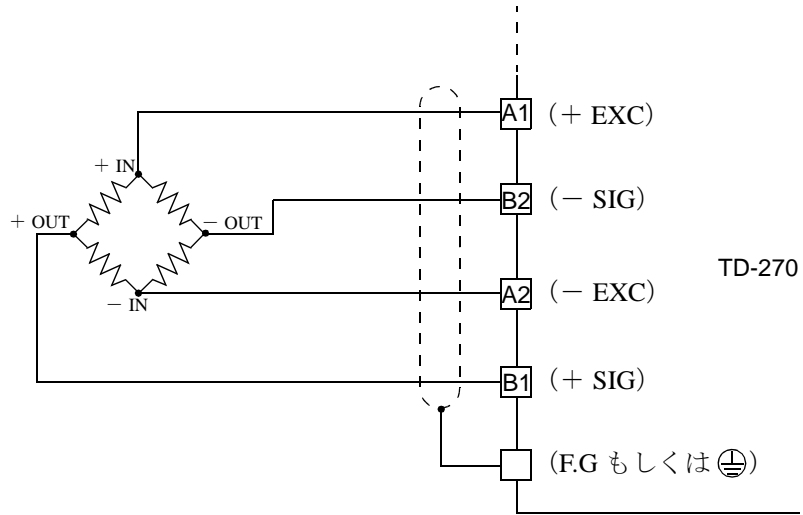 A1 (+ EXC)
+ IN
B2 (− SIG)
+ OUT
− OUT
TD-270
A2 (− EXC)
− IN
B1 (+ SIG)
(F.G もしくは ⏚)